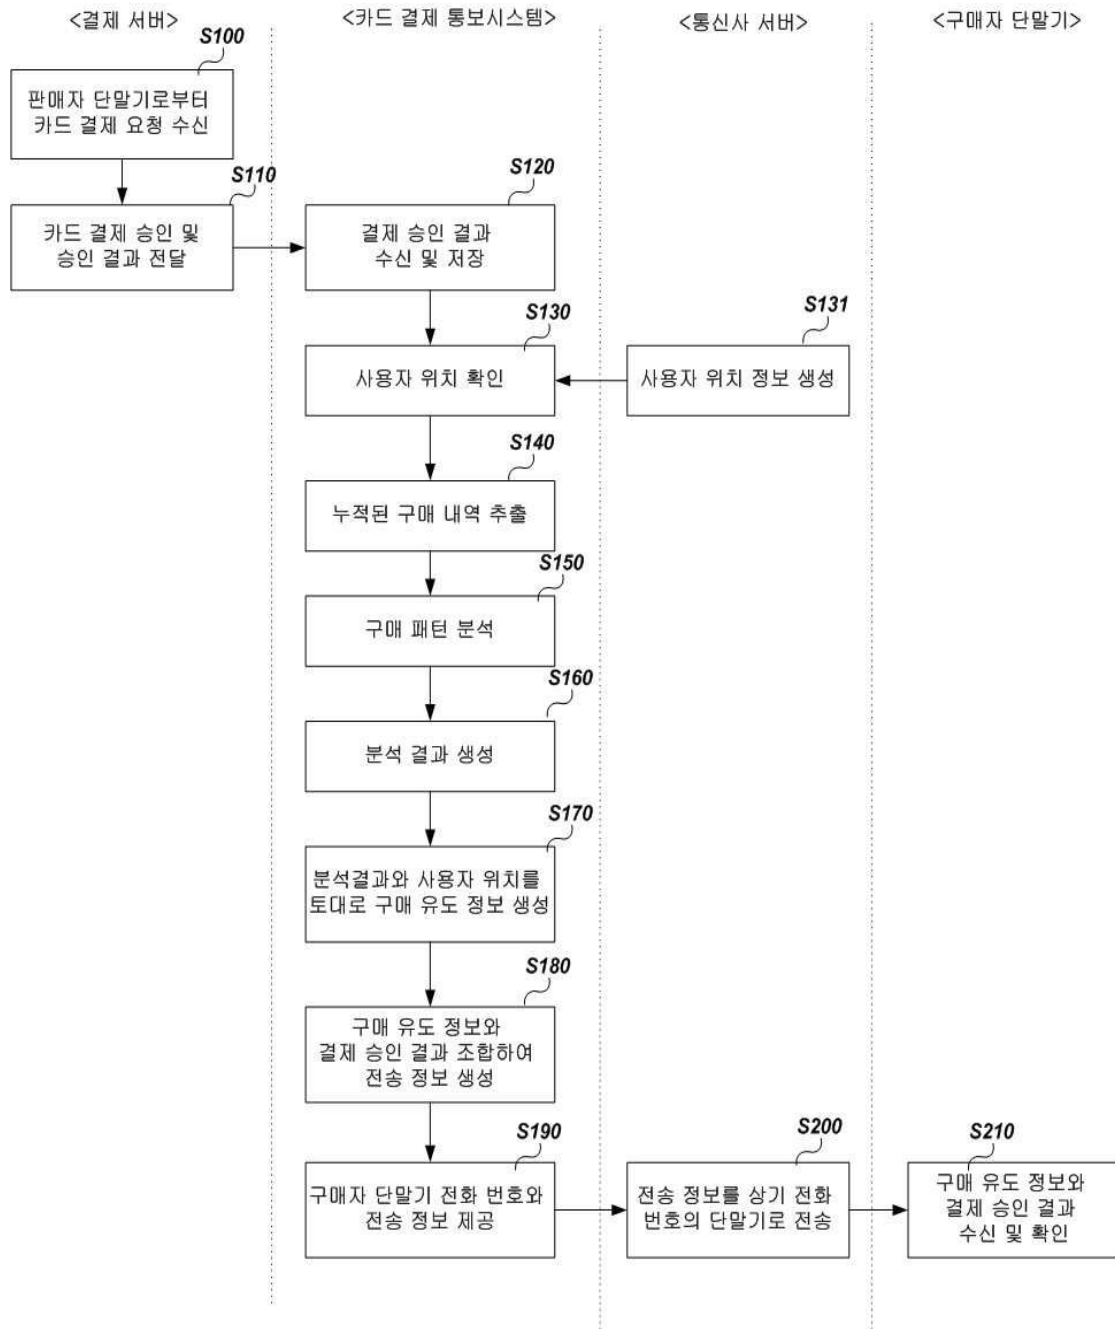 <결제 서버>
<카드 결제 통보시스템>
<통신사 서버>
<구매자 단말기>
S100
판매자 단말기로부터
카드 결제 요청 수신
S110
카드 결제 승인 및
승인 결과 전달
S120
결제 승인 결과
수신 및 저장
S130
사용자 위치 확인
S131
사용자 위치 정보 생성
S140
누적된 구매 내역 추출
S150
구매 패턴 분석
S160
분석 결과 생성
S170
분석결과와 사용자 위치를
토대로 구매 유도 정보 생성
S180
구매 유도 정보와
결제 승인 결과 조합하여
전송 정보 생성
S190
구매자 단말기 전화 번호와
전송 정보 제공
S200
전송 정보를 상기 전화
번호의 단말기로 전송
S210
구매 유도 정보와
결제 승인 결과
수신 및 확인